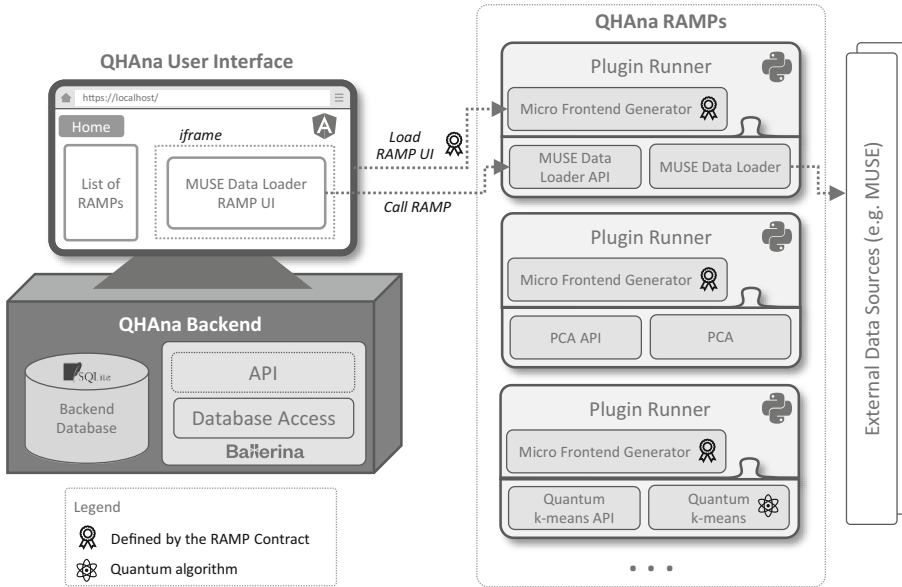 QHAna User Interface
https://localhost/
Home
iframe
List of
RAMPs
MUSE Data Loader
RAMP UI
Load
RAMP UI
Call RAMP
QHAna Backend
SQLite
Backend
Database
API
Database Access
Ballerina
Legend
Defined by the RAMP Contract
Quantum algorithm
QHAna RAMPs
Plugin Runner
Micro Frontend Generator
MUSE Data
Loader API
MUSE Data Loader
Plugin Runner
Micro Frontend Generator
PCA API
PCA
Plugin Runner
Micro Frontend Generator
Quantum
k-means API
Quantum
k-means
. . .
External Data Sources (e.g. MUSE)